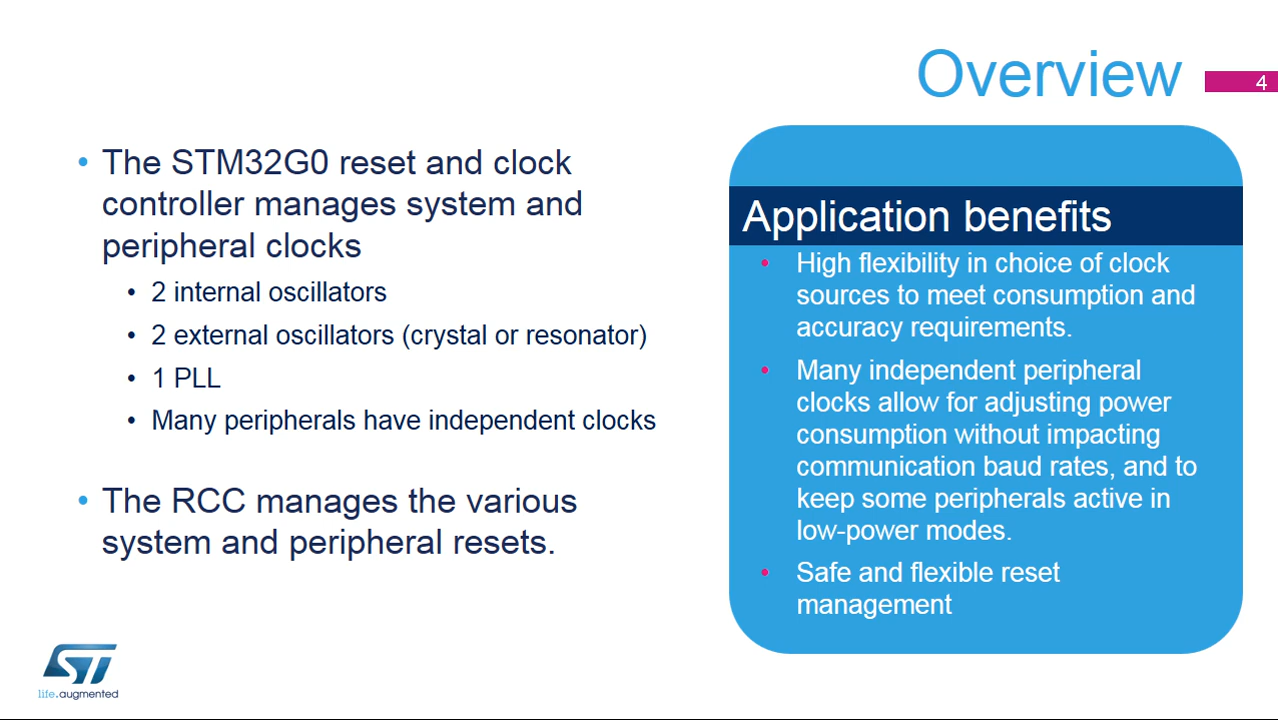 Overview
4
• The STM32G0 reset and clock
controller manages system and
peripheral clocks
• 2 internal oscillators
• 2 external oscillators (crystal or resonator)
• 1 PLL
• Many peripherals have independent clocks
• The RCC manages the various
system and peripheral resets.
Application benefits
• High flexibility in choice of clock
sources to meet consumption and
accuracy requirements.
• Many independent peripheral
clocks allow for adjusting power
consumption without impacting
communication baud rates, and to
keep some peripherals active in
low-power modes.
• Safe and flexible reset
management
ST
life.augmented